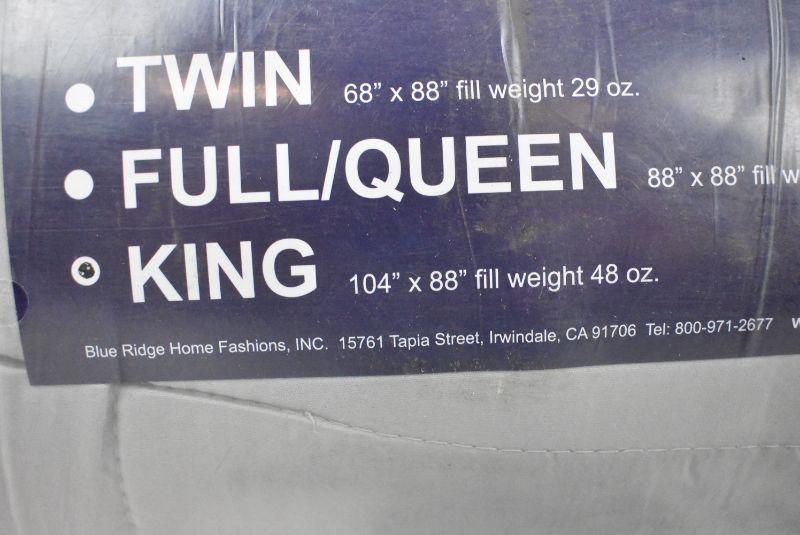 • TWIN 68” x 88” fill weight 29 oz.
• FULL/QUEEN 88” x 88” fill
• KING 104” x 88” fill weight 48 oz.
Blue Ridge Home Fashions, INC. 15761 Tapia Street, Irwindale, CA 91706 Tel: 800-971-2677